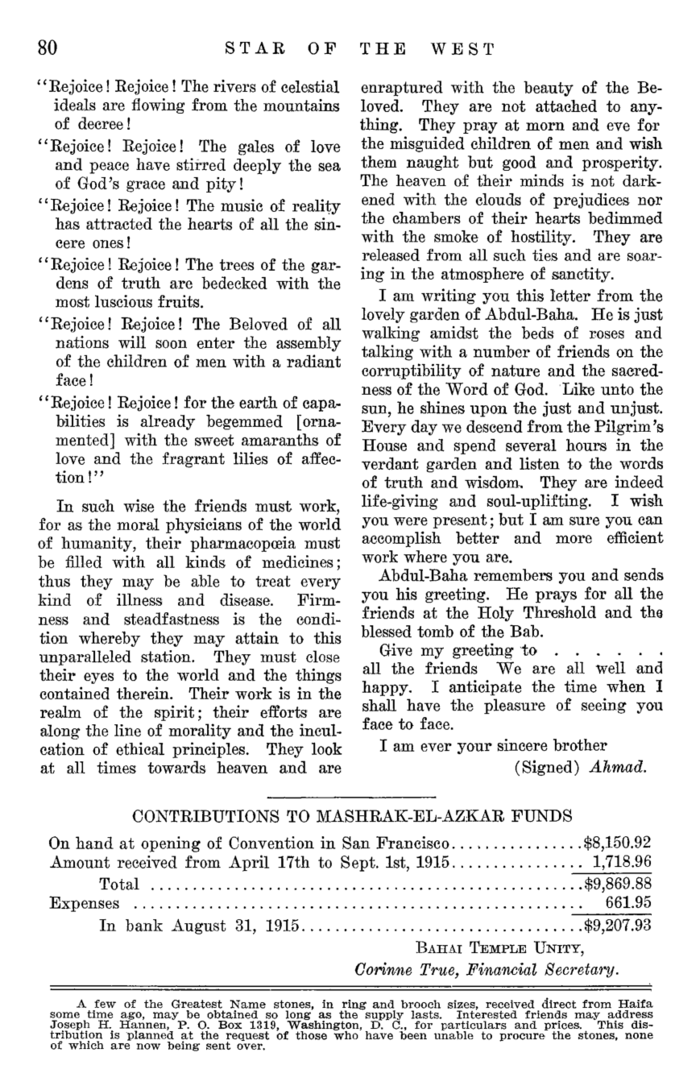 80
STAR OF THE WEST
"Rejoice! Rejoice! The rivers of celestial
ideals are flowing from the mountains
of decree!
"Rejoice! Rejoice! The gales of love
and peace have stirred deeply the sea
of God's grace and pity!
"Rejoice! Rejoice! The music of reality
has attracted the hearts of all the sin-
cere ones!
"Rejoice! Rejoice! The trees of the gar-
dens of truth are bedecked with the
most luscious fruits.
"Rejoice! Rejoice! The Beloved of all
nations will soon enter the assembly
of the children of men with a radiant
face!
"Rejoice! Rejoice! for the earth of capa-
bilities is already begemmed [orna-
mented] with the sweet amaranths of
love and the fragrant lilies of affec-
tion!"
In such wise the friends must work,
for as the moral physicians of the world
of humanity, their pharmacopœia must
be filled with all kinds of medicines;
thus they may be able to treat every
kind of illness and disease. Firm-
ness and steadfastness is the condi-
tion whereby they may attain to this
unparalleled station. They must close
their eyes to the world and the things
contained therein. Their work is in the
realm of the spirit; their efforts are
along the line of morality and the incul-
cation of ethical principles. They look
at all times towards heaven and are
enraptured with the beauty of the Be-
loved. They are not attached to any-
thing. They pray at morn and eve for
the misguided children of men and wish
them naught but good and prosperity.
The heaven of their minds is not dark-
ened with the clouds of prejudices nor
the chambers of their hearts bedimmed
with the smoke of hostility. They are
released from all such ties and are soar-
ing in the atmosphere of sanctity.
I am writing you this letter from the
lovely garden of Abdul-Baha. He is just
walking amidst the beds of roses and
talking with a number of friends on the
corruptibility of nature and the sacred-
ness of the Word of God. Like unto the
sun, he shines upon the just and unjust.
Every day we descend from the Pilgrim's
House and spend several hours in the
verdant garden and listen to the words
of truth and wisdom. They are indeed
life-giving and soul-uplifting. I wish
you were present; but I am sure you can
accomplish better and more efficient
work where you are.
Abdul-Baha remembers you and sends
you his greeting. He prays for all the
friends at the Holy Threshold and the
blessed tomb of the Bab.
Give my greeting to . . . . . .
all the friends We are all well and
happy. I anticipate the time when I
shall have the pleasure of seeing you
face to face.
I am ever your sincere brother
(Signed) Ahmad.
CONTRIBUTIONS TO MASHRAK-EL-AZKAR FUNDS
On hand at opening of Convention in San Francisco................$8,150.92
Amount received from April 17th to Sept. 1st, 1915................ 1,718.96
Total ..................................................$9,869.88
Expenses .................................................... 661.95
In bank August 31, 1915.................................$9,207.93
BAHAI TEMPLE UNITY,
Corinne True, Financial Secretary.
A few of the Greatest Name stones, in ring and brooch sizes, received direct from Haifa
some time ago, may be obtained so long as the supply lasts. Interested friends may address
Joseph H. Hannen, P. O. Box 1319, Washington, D. C., for particulars and prices. This dis-
tribution is planned at the request of those who have been unable to procure the stones, none
of which are now being sent over.